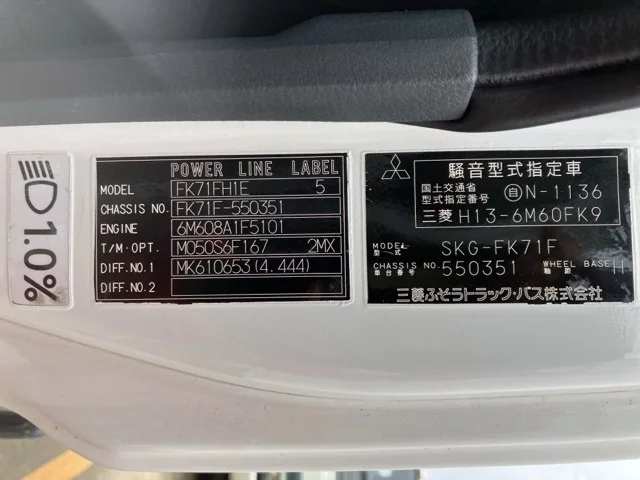 1.0%
POWER LINE LABEL
MODEL FK71FH1E 5
CHASSIS NO. FK71F-550351
ENGINE 6M608A1F5101
T/M・OPT. M050S6F167 2MX
DIFF.NO.1 MK610653(4.444)
DIFF.NO.2
騒音型式指定車
国土交通省
型式指定番号 自N-1136
三菱 H13-6M60FK9
MODEL 型式 SKG-FK71F
CHASSIS NO. 車台番号 550351 WHEEL BASE 軸距 H
三菱ふそうトラック・バス株式会社